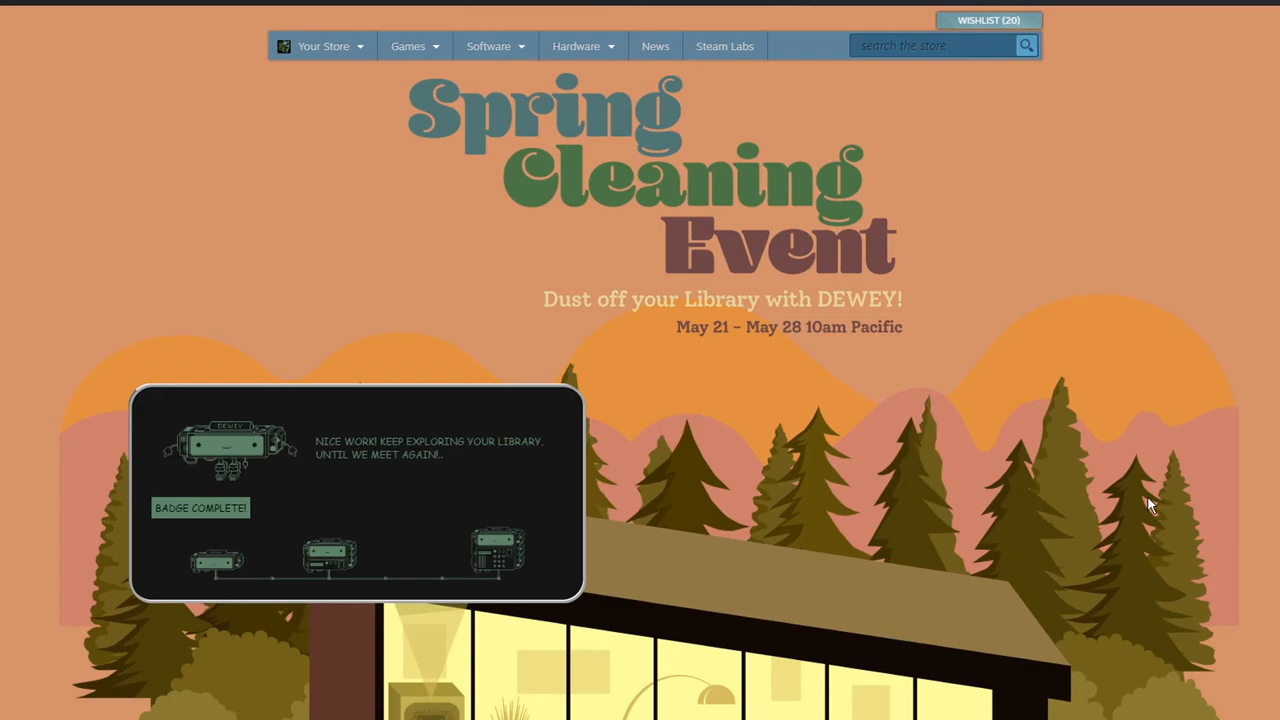 WISHLIST (20)
Your Store
Games
Software
Hardware
News
Steam Labs
search the store
Spring
Cleaning
Event
Dust off your Library with DEWEY!
May 21 - May 28 10am Pacific
DEWEY
NICE WORK! KEEP EXPLORING YOUR LIBRARY,
UNTIL WE MEET AGAIN!..
BADGE COMPLETE!